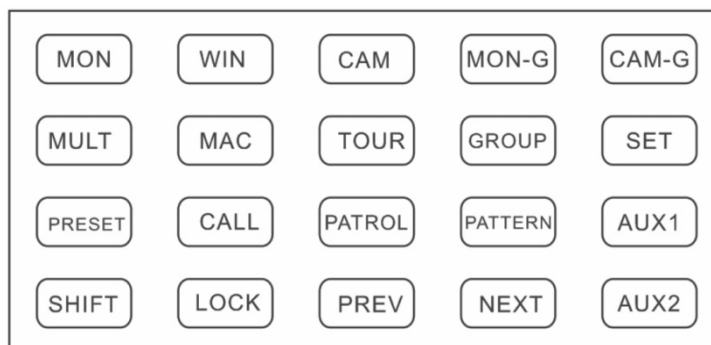 MON WIN CAM MON-G CAM-G
MULT MAC TOUR GROUP SET
PRESET CALL PATROL PATTERN AUX1
SHIFT LOCK PREV NEXT AUX2